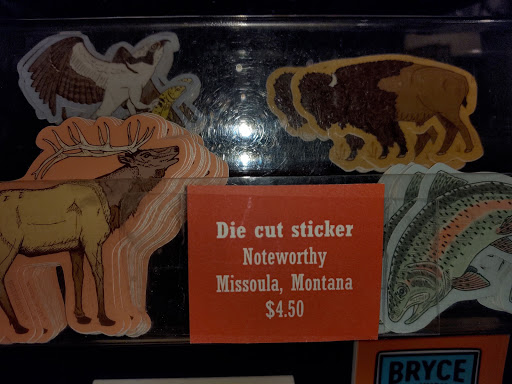 Die cut sticker
Noteworthy
Missoula, Montana
$4.50
BRYCE